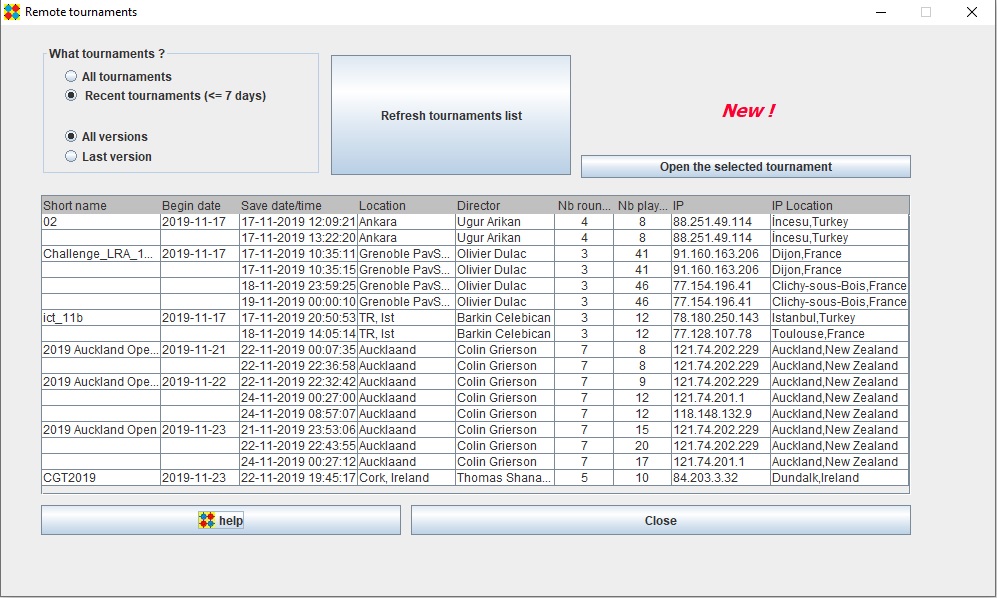 Remote tournaments
What tournaments ?
All tournaments
Recent tournaments (<= 7 days)
All versions
Last version
Refresh tournaments list
New !
Open the selected tournament
Short name Begin date Save date/time Location Director Nb roun... Nb play... IP IP Location
02 2019-11-17 17-11-2019 12:09:21 Ankara Ugur Arikan 4 8 88.251.49.114 İncesu,Turkey
17-11-2019 13:22:20 Ankara Ugur Arikan 4 8 88.251.49.114 İncesu,Turkey
Challenge_LRA_1... 2019-11-17 17-11-2019 10:35:11 Grenoble PavS... Olivier Dulac 3 41 91.160.163.206 Dijon,France
17-11-2019 10:35:15 Grenoble PavS... Olivier Dulac 3 41 91.160.163.206 Dijon,France
18-11-2019 23:59:25 Grenoble PavS... Olivier Dulac 3 46 77.154.196.41 Clichy-sous-Bois,France
19-11-2019 00:00:10 Grenoble PavS... Olivier Dulac 3 46 77.154.196.41 Clichy-sous-Bois,France
ict_11b 2019-11-17 17-11-2019 20:50:53 TR, Ist Barkin Celebican 3 12 78.180.250.143 Istanbul,Turkey
18-11-2019 14:05:14 TR, Ist Barkin Celebican 3 12 77.128.107.78 Toulouse,France
2019 Auckland Ope... 2019-11-21 22-11-2019 00:07:35 Aucklaand Colin Grierson 7 8 121.74.202.229 Auckland,New Zealand
22-11-2019 22:36:58 Aucklaand Colin Grierson 7 8 121.74.202.229 Auckland,New Zealand
2019 Auckland Ope... 2019-11-22 22-11-2019 22:32:42 Aucklaand Colin Grierson 7 9 121.74.202.229 Auckland,New Zealand
24-11-2019 00:27:00 Aucklaand Colin Grierson 7 12 121.74.201.1 Auckland,New Zealand
24-11-2019 08:57:07 Aucklaand Colin Grierson 7 12 118.148.132.9 Auckland,New Zealand
2019 Auckland Open 2019-11-23 21-11-2019 23:53:06 Aucklaand Colin Grierson 7 15 121.74.202.229 Auckland,New Zealand
22-11-2019 22:43:55 Aucklaand Colin Grierson 7 20 121.74.202.229 Auckland,New Zealand
24-11-2019 00:27:12 Aucklaand Colin Grierson 7 17 121.74.201.1 Auckland,New Zealand
CGT2019 2019-11-23 22-11-2019 19:45:17 Cork, Ireland Thomas Shana... 5 10 84.203.3.32 Dundalk,Ireland
help
Close